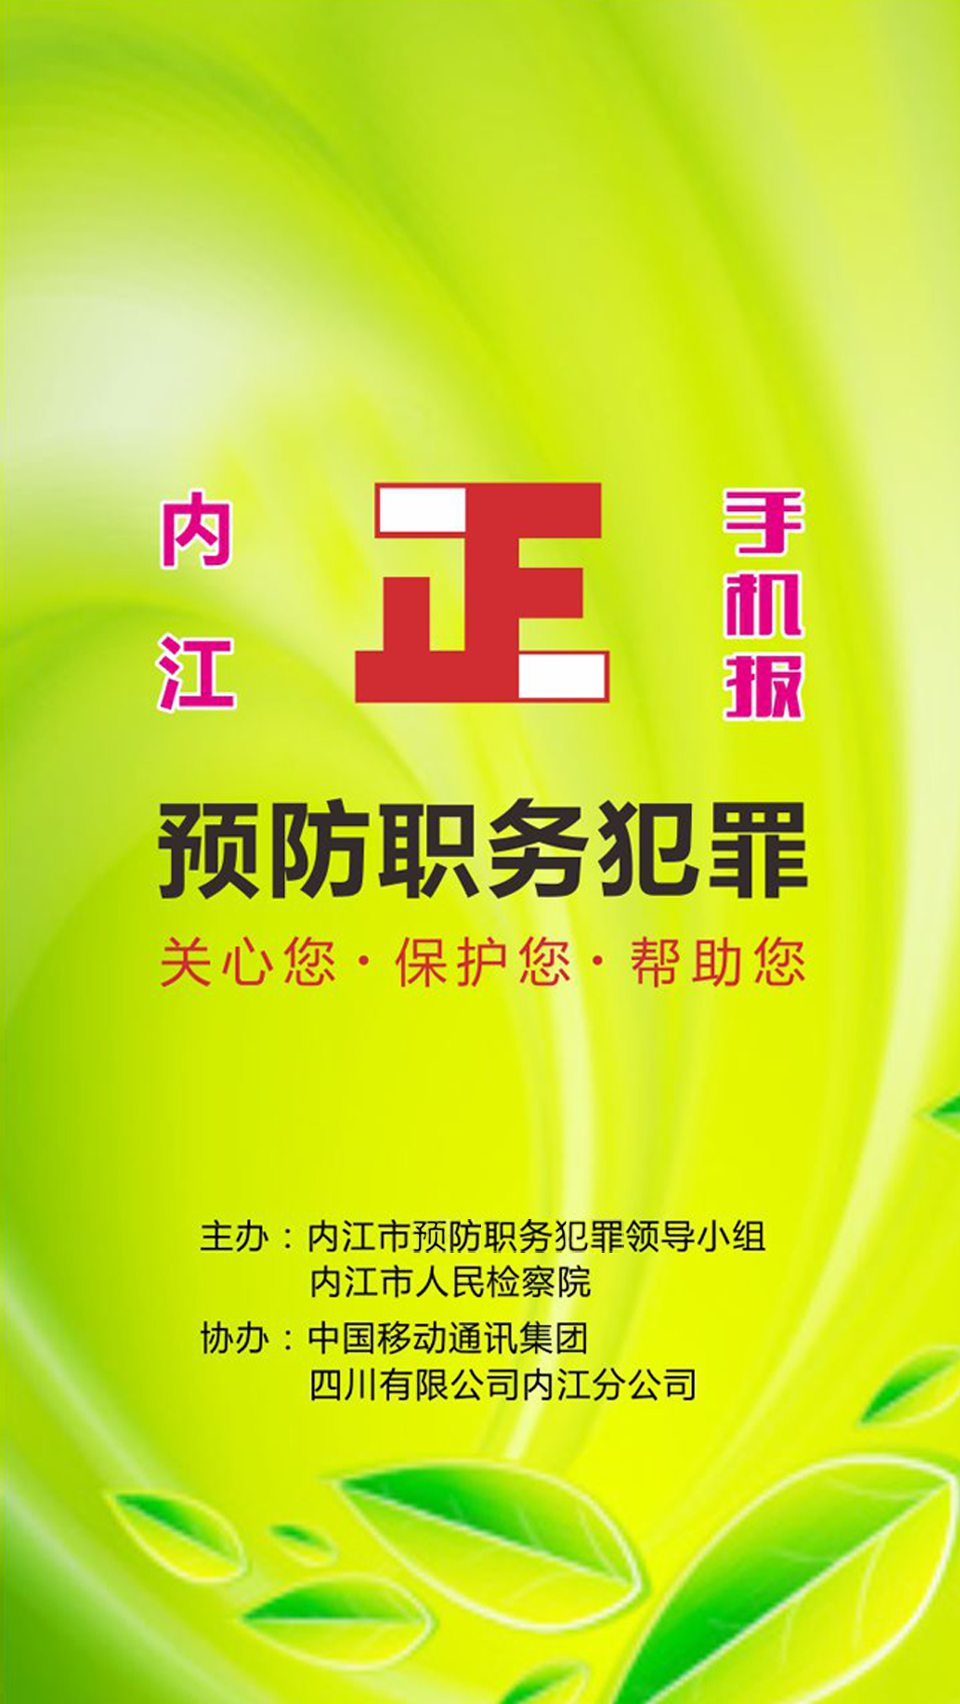 内江
正
手机报
预防职务犯罪
关心您·保护您·帮助您
主办：内江市预防职务犯罪领导小组
内江市人民检察院
协办：中国移动通讯集团
四川有限公司内江分公司